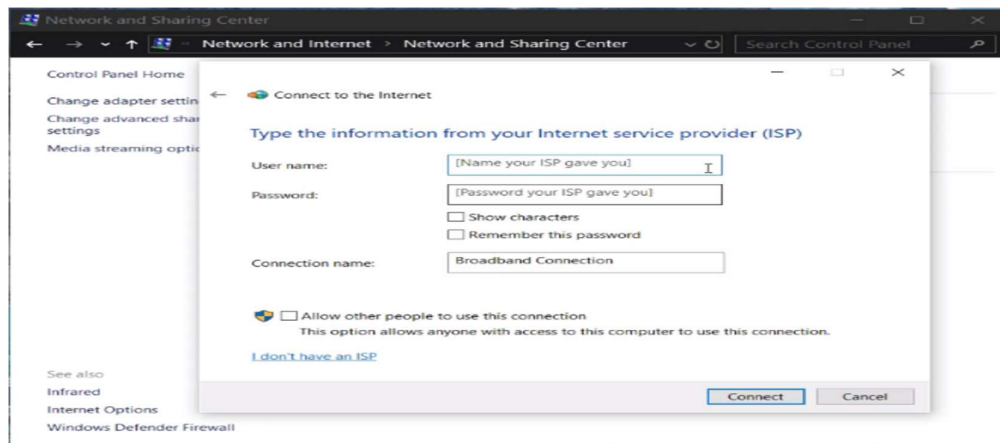 Network and Sharing Center
Network and Internet > Network and Sharing Center
Search Control Panel
Control Panel Home
Change adapter settin
Change advanced shar
settings
Media streaming optic
See also
Infrared
Internet Options
Windows Defender Firewall
Connect to the Internet
Type the information from your Internet service provider (ISP)
User name:
[Name your ISP gave you]
Password:
[Password your ISP gave you]
Show characters
Remember this password
Connection name:
Broadband Connection
Allow other people to use this connection
This option allows anyone with access to this computer to use this connection.
I don't have an ISP
Connect
Cancel